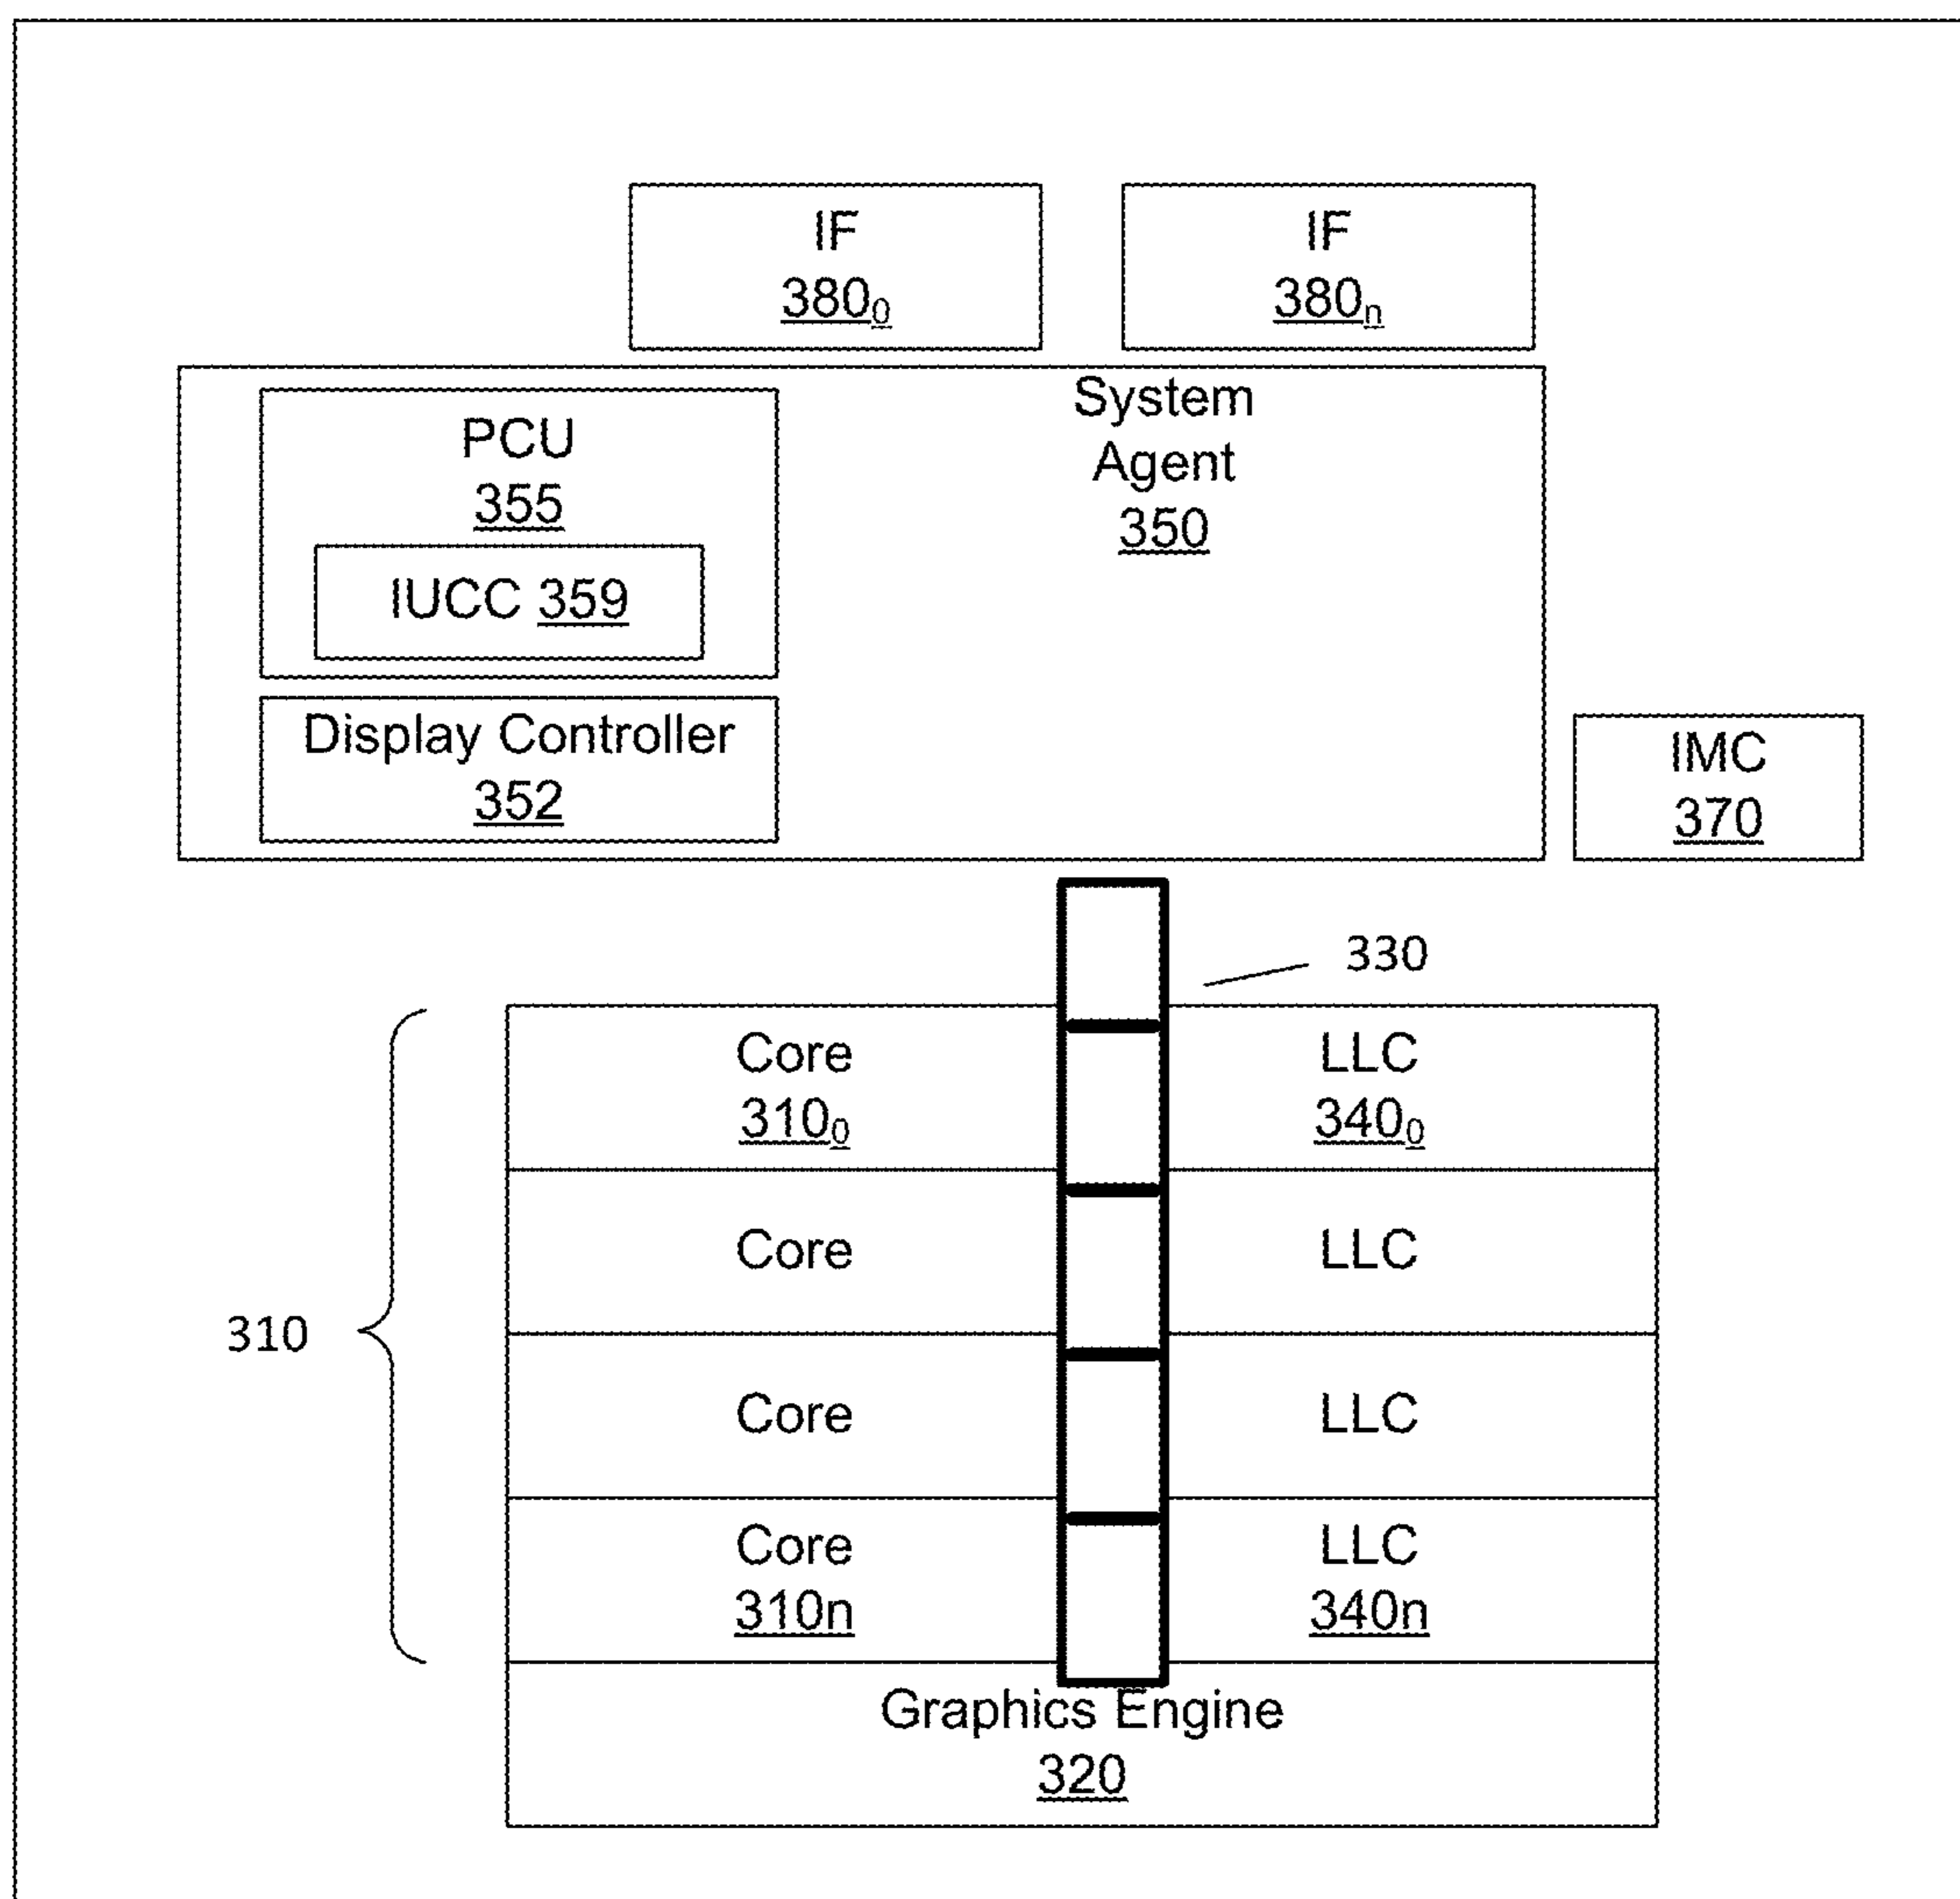 IF
380₀
IF
380ₙ
System
Agent
350
PCU
355
IUCC 359
Display Controller
352
IMC
370
330
Core
310₀
LLC
340₀
Core
LLC
310
Core
LLC
Core
310n
LLC
340n
Graphics Engine
320